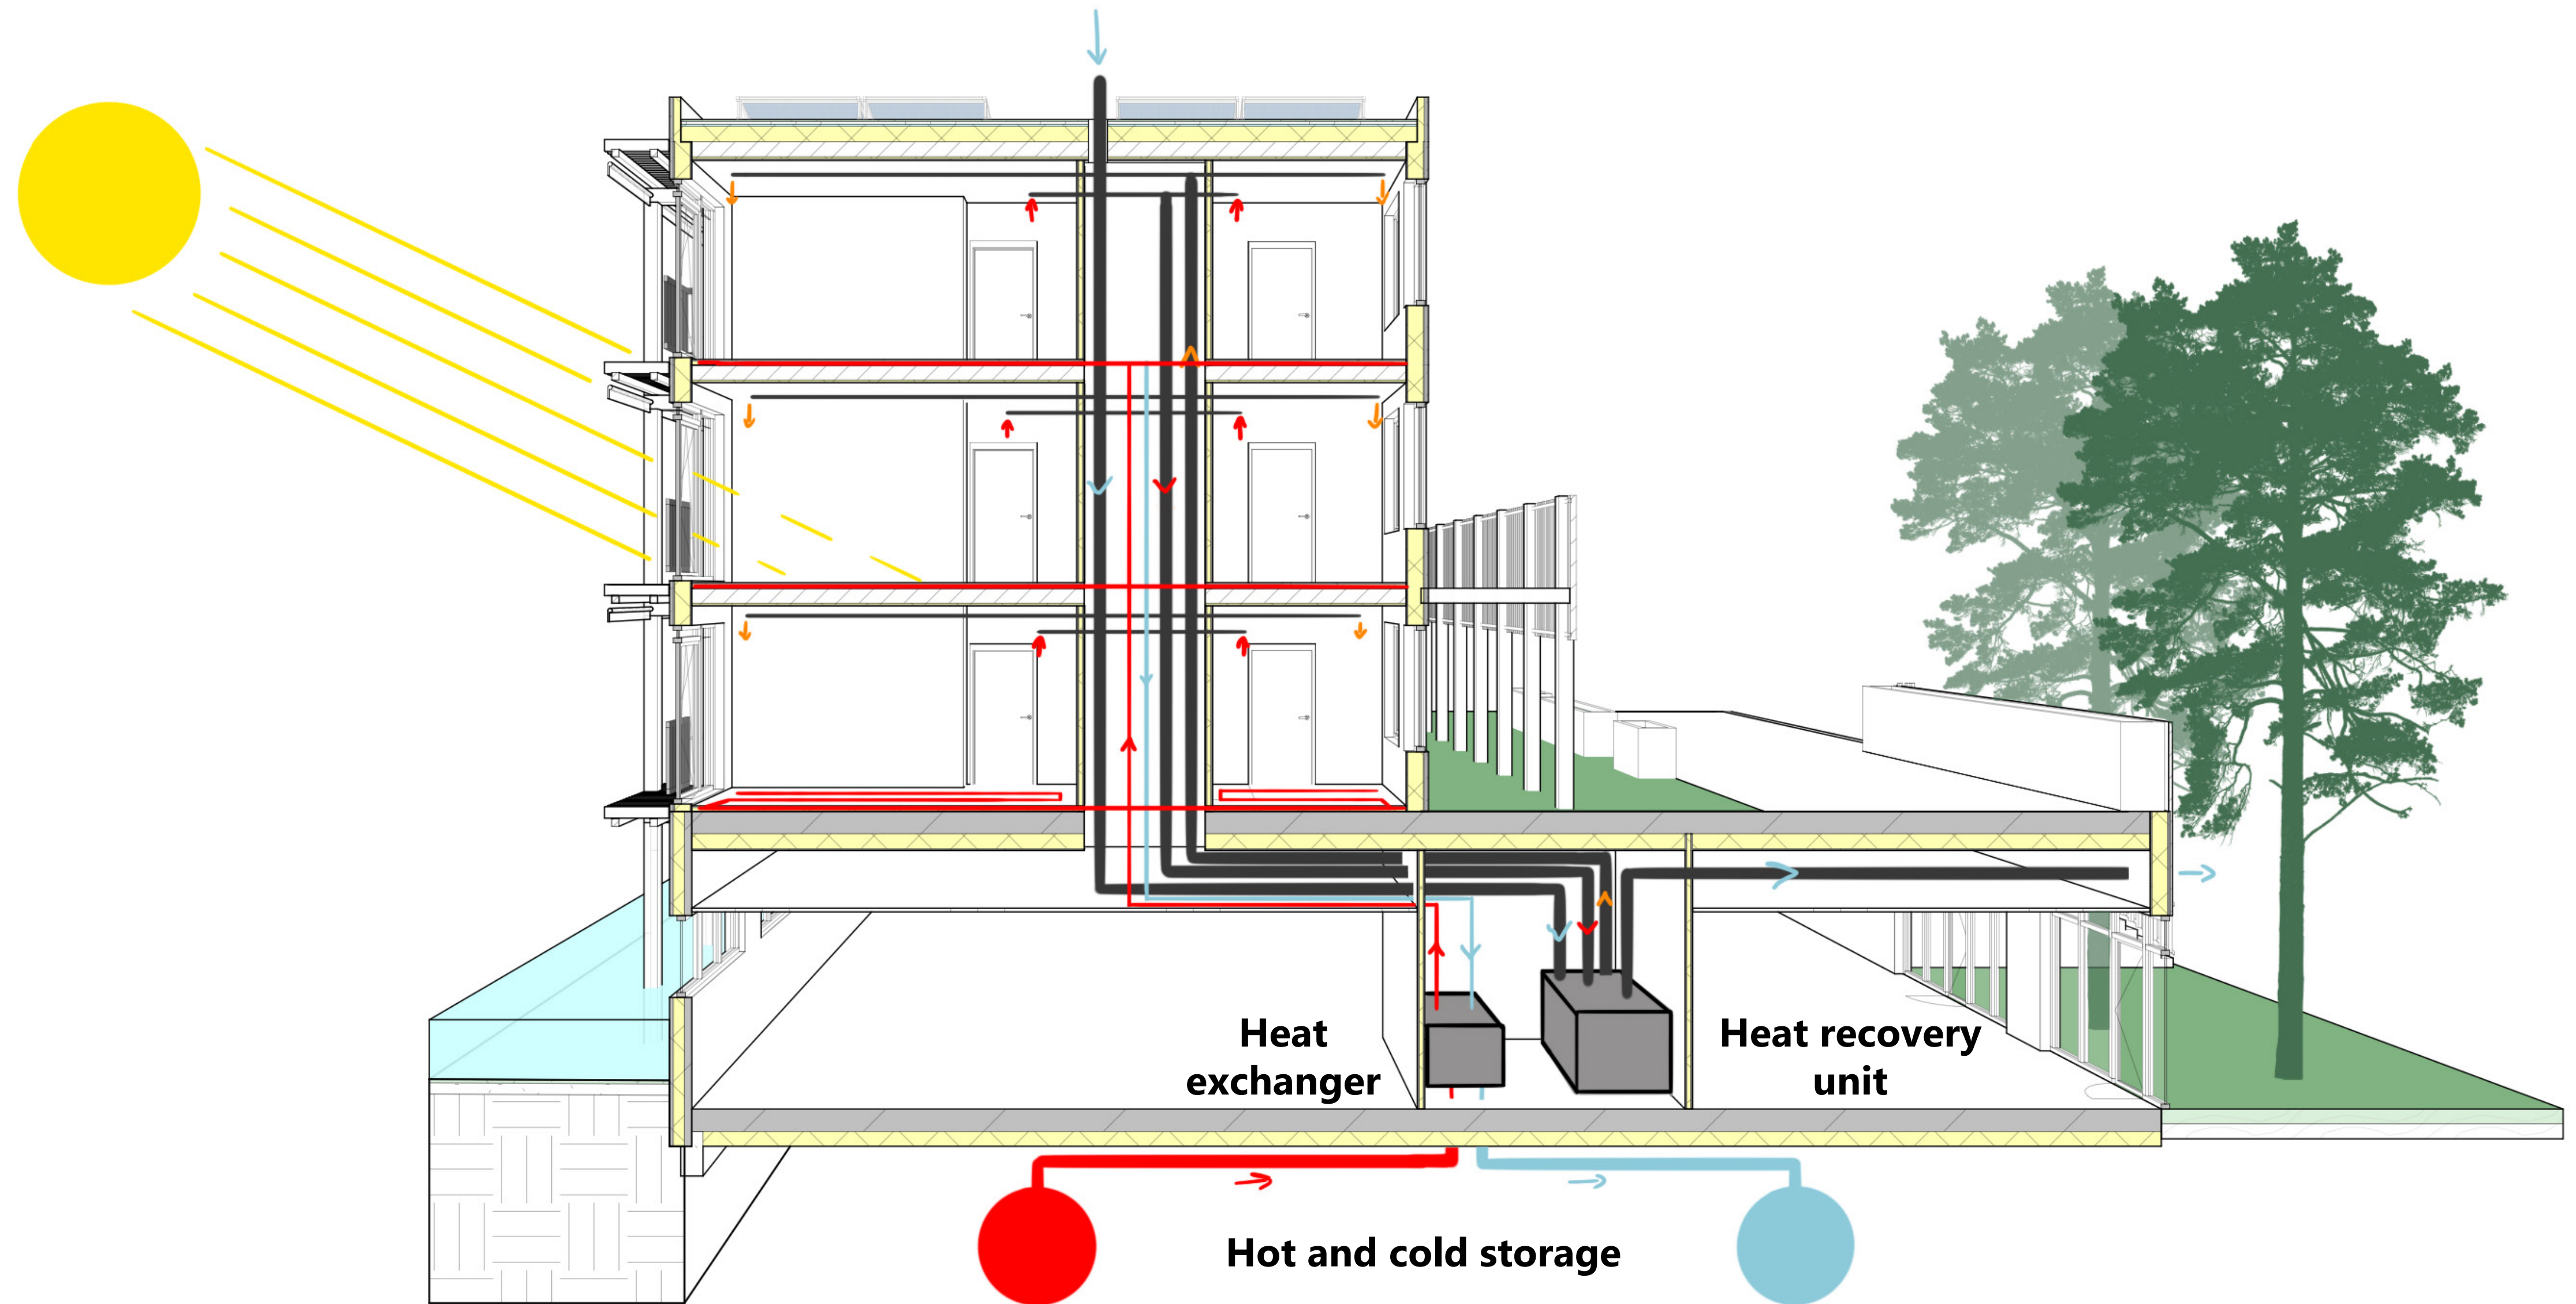 Heat
exchanger
Heat recovery
unit
Hot and cold storage